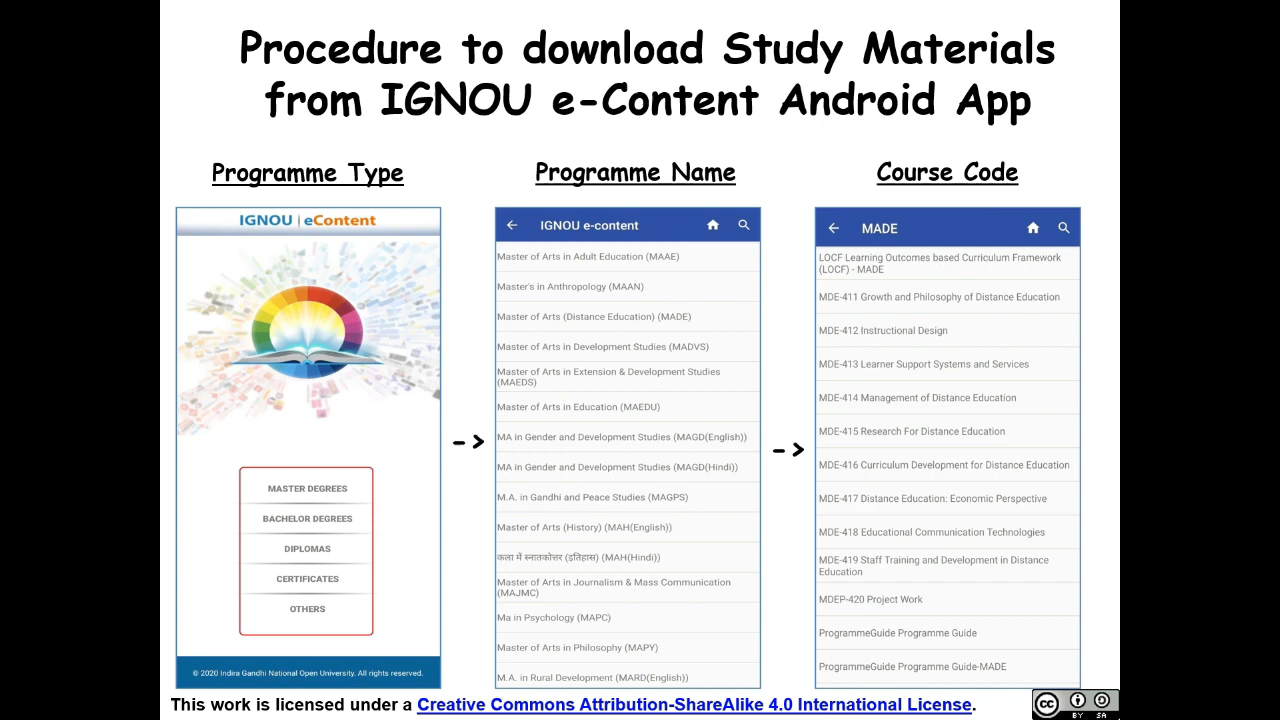 Procedure to download Study Materials
from IGNOU e-Content Android App
Programme Type
Programme Name
Course Code
IGNOU | eContent
MASTER DEGREES
BACHELOR DEGREES
DIPLOMAS
CERTIFICATES
OTHERS
© 2020 Indira Gandhi National Open University. All rights reserved.
->
IGNOU e-content
Master of Arts in Adult Education (MAAE)
Master's in Anthropology (MAAN)
Master of Arts (Distance Education) (MADE)
Master of Arts in Development Studies (MADVS)
Master of Arts in Extension & Development Studies
(MAEDS)
Master of Arts in Education (MAEDU)
MA in Gender and Development Studies (MAGD(English))
MA in Gender and Development Studies (MAGD(Hindi))
M.A. in Gandhi and Peace Studies (MAGPS)
Master of Arts (History) (MAH(English))
कला में स्नातकोत्तर (इतिहास) (MAH(Hindi))
Master of Arts in Journalism & Mass Communication
(MAJMC)
Ma in Psychology (MAPC)
Master of Arts in Philosophy (MAPY)
M.A. in Rural Development (MARD(English))
->
MADE
LOCF Learning Outcomes based Curriculum Framework
(LOCF) - MADE
MDE-411 Growth and Philosophy of Distance Education
MDE-412 Instructional Design
MDE-413 Learner Support Systems and Services
MDE-414 Management of Distance Education
MDE-415 Research For Distance Education
MDE-416 Curriculum Development for Distance Education
MDE-417 Distance Education: Economic Perspective
MDE-418 Educational Communication Technologies
MDE-419 Staff Training and Development in Distance
Education
MDEP-420 Project Work
ProgrammeGuide Programme Guide
ProgrammeGuide Programme Guide-MADE
This work is licensed under a Creative Commons Attribution-ShareAlike 4.0 International License.
cc BY SA